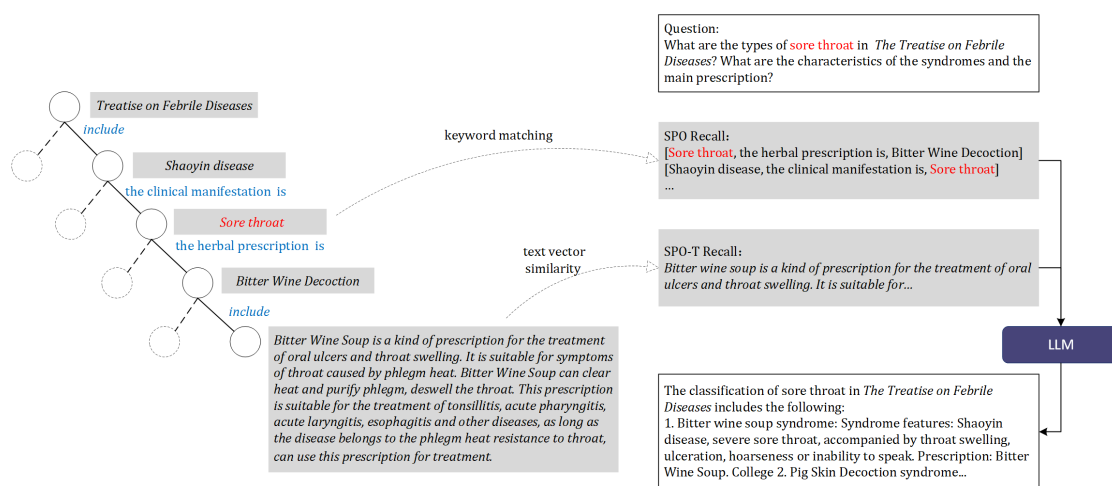 Question:
What are the types of sore throat in The Treatise on Febrile
Diseases? What are the characteristics of the syndromes and the
main prescription?
Treatise on Febrile Diseases
include
Shaoyin disease
the clinical manifestation is
Sore throat
the herbal prescription is
Bitter Wine Decoction
include
Bitter Wine Soup is a kind of prescription for the treatment
of oral ulcers and throat swelling. It is suitable for symptoms
of throat caused by phlegm heat. Bitter Wine Soup can clear
heat and purify phlegm, deswell the throat. This prescription
is suitable for the treatment of tonsillitis, acute pharyngitis,
acute laryngitis, esophagitis and other diseases, as long as
the disease belongs to the phlegm heat resistance to throat,
can use this prescription for treatment.
keyword matching
text vector
similarity
SPO Recall:
[Sore throat, the herbal prescription is, Bitter Wine Decoction]
[Shaoyin disease, the clinical manifestation is, Sore throat]
...
SPO-T Recall:
Bitter wine soup is a kind of prescription for the treatment of oral
ulcers and throat swelling. It is suitable for...
LLM
The classification of sore throat in The Treatise on Febrile
Diseases includes the following:
1. Bitter wine soup syndrome: Syndrome features: Shaoyin
disease, severe sore throat, accompanied by throat swelling,
ulceration, hoarseness or inability to speak. Prescription: Bitter
Wine Soup. College 2. Pig Skin Decoction syndrome...